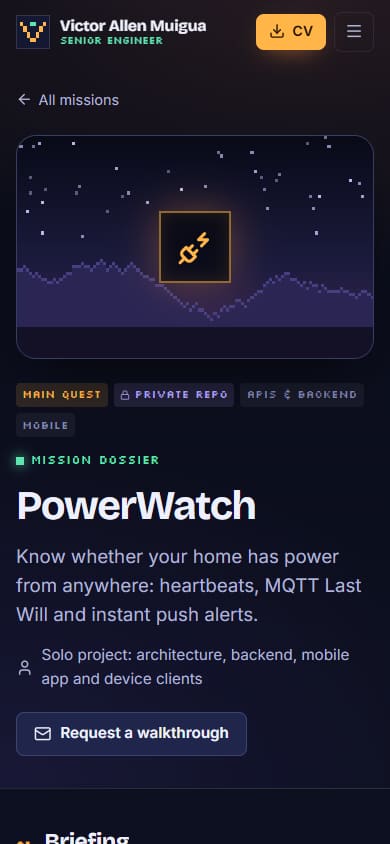 Victor Allen Muigua
SENIOR ENGINEER
CV
All missions
MAIN QUEST
PRIVATE REPO
APIS & BACKEND
MOBILE
MISSION DOSSIER
PowerWatch
Know whether your home has power
from anywhere: heartbeats, MQTT Last
Will and instant push alerts.
Solo project: architecture, backend, mobile
app and device clients
Request a walkthrough
Briefing